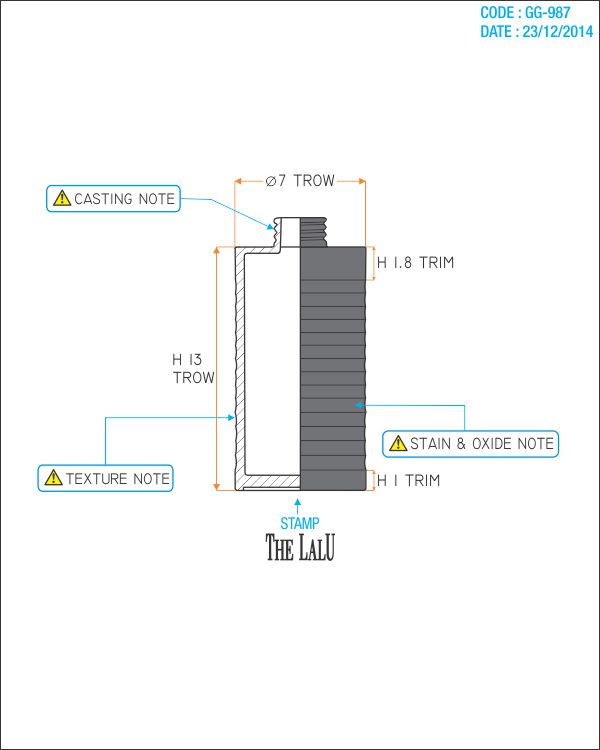 CODE : GG-987
DATE : 23/12/2014
Ø7 TROW
CASTING NOTE
H 1.8 TRIM
H 13
TROW
STAIN & OXIDE NOTE
TEXTURE NOTE
H 1 TRIM
STAMP
THE LALU